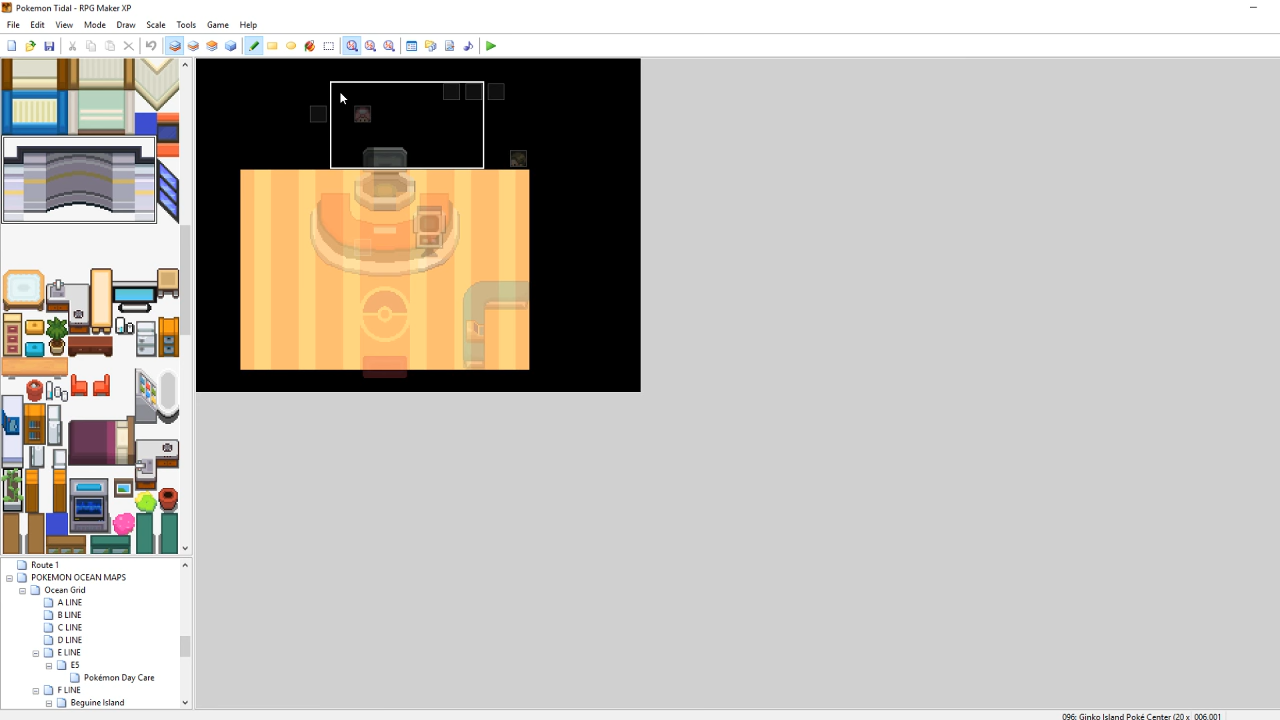 Pokemon Tidal - RPG Maker XP
File Edit View Mode Draw Scale Tools Game Help
Route 1
POKEMON OCEAN MAPS
Ocean Grid
A LINE
B LINE
C LINE
D LINE
E LINE
E5
Pokémon Day Care
F LINE
Beguine Island
096: Ginko Island Poké Center (20 x 006,001